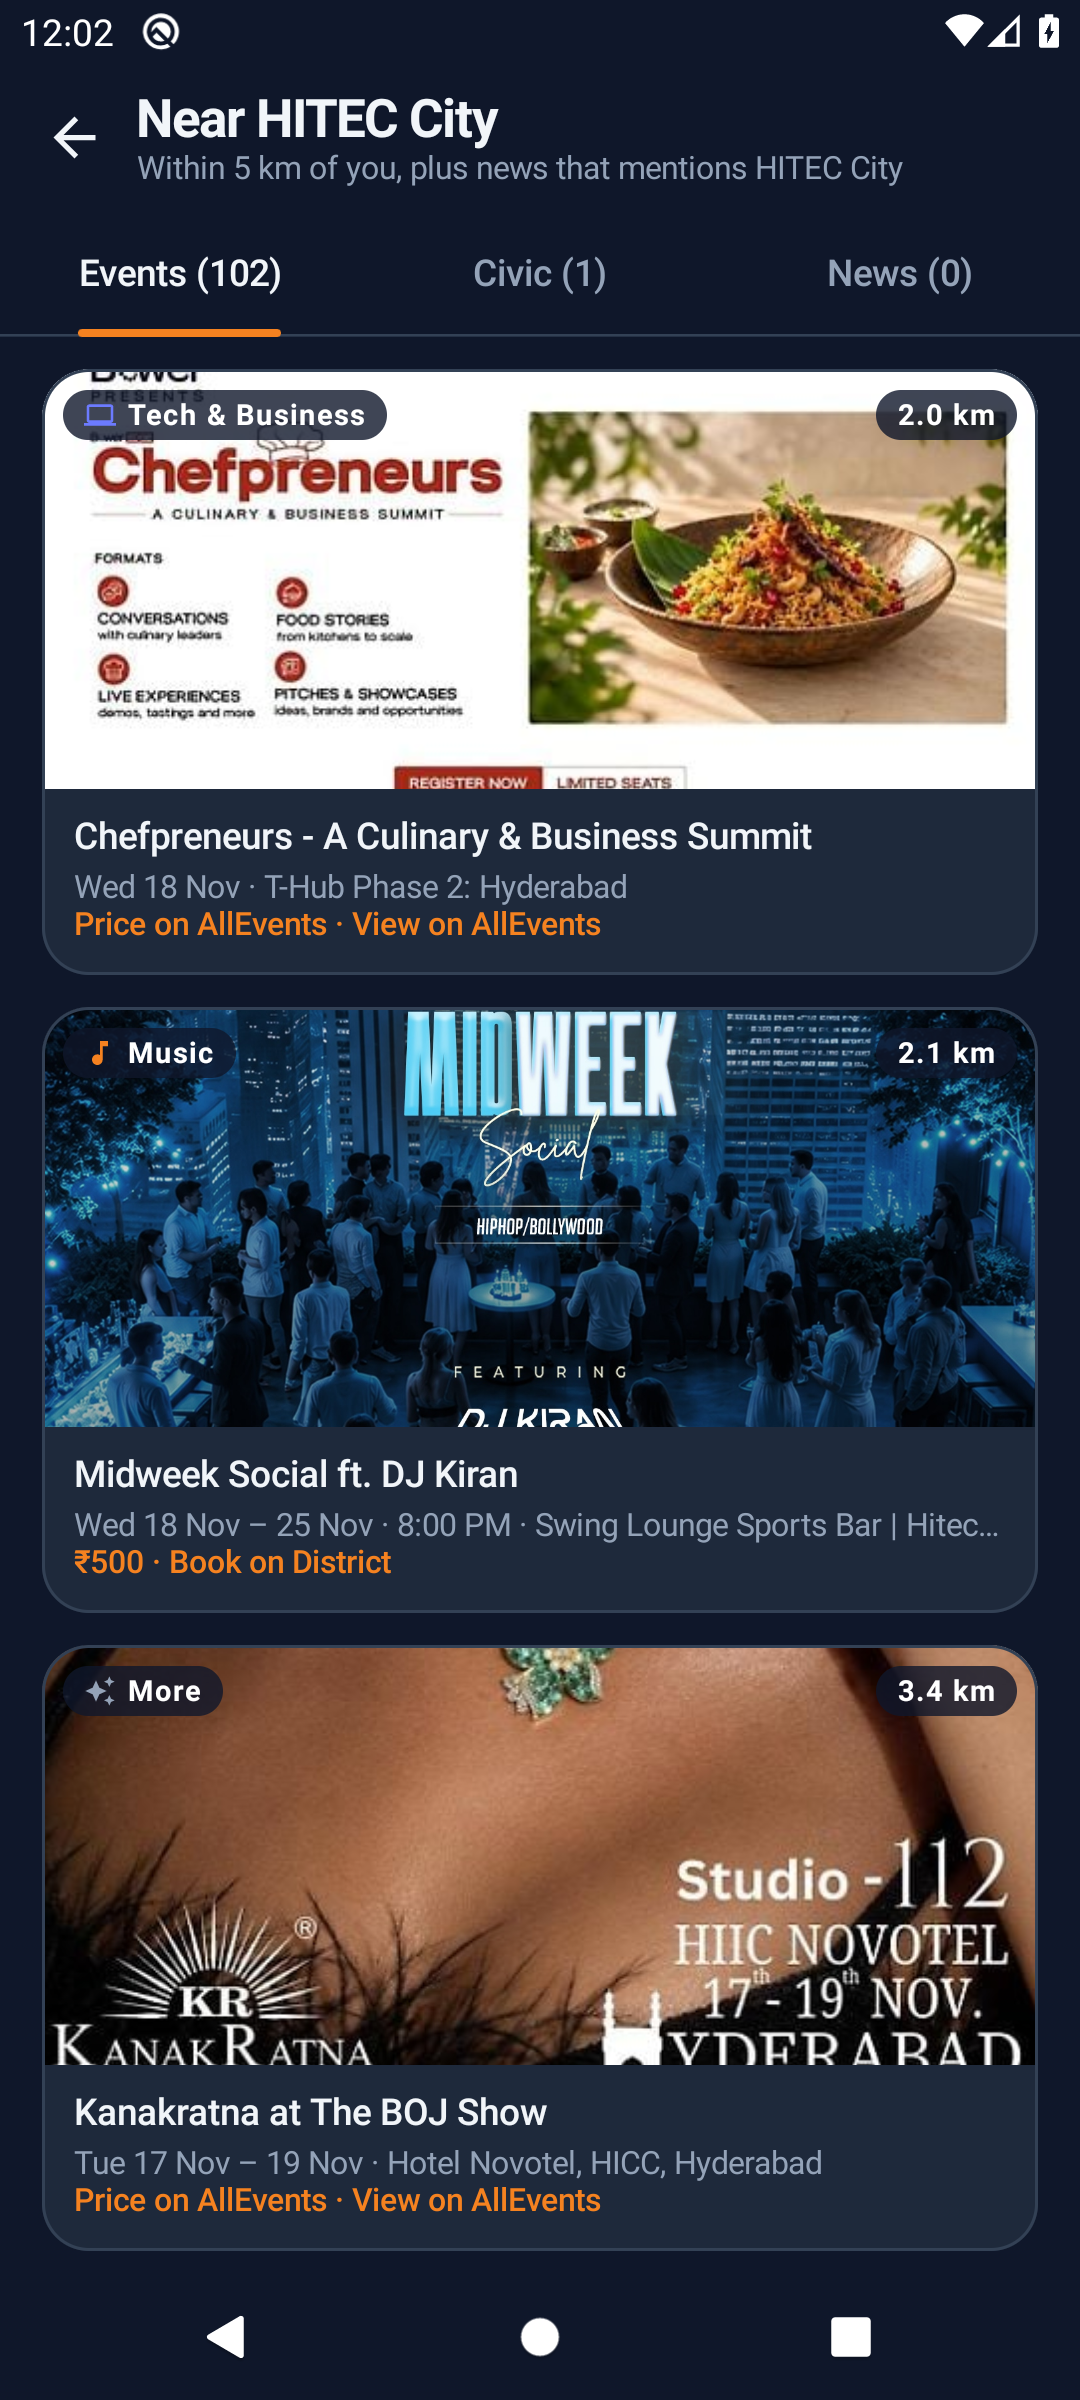 12:02
Near HITEC City
Within 5 km of you, plus news that mentions HITEC City
Events (102)
Civic (1)
News (0)
PRESENTS
Tech & Business
2.0 km
Chefpreneurs
A CULINARY & BUSINESS SUMMIT
FORMATS
CONVERSATIONS
with culinary leaders
FOOD STORIES
from kitchens to scale
LIVE EXPERIENCES
demos, tastings and more
PITCHES & SHOWCASES
ideas, brands and opportunities
REGISTER NOW
LIMITED SEATS
Chefpreneurs - A Culinary & Business Summit
Wed 18 Nov · T-Hub Phase 2: Hyderabad
Price on AllEvents · View on AllEvents
Music
2.1 km
MIDWEEK
Social
HIPHOP/BOLLYWOOD
FEATURING
DJ KIRAN
Midweek Social ft. DJ Kiran
Wed 18 Nov – 25 Nov · 8:00 PM · Swing Lounge Sports Bar | Hitec...
₹500 · Book on District
More
3.4 km
Studio -112
HIIC NOVOTEL
17th - 19th NOV.
HYDERABAD
®
KR
KANAKRATNA
Kanakratna at The BOJ Show
Tue 17 Nov – 19 Nov · Hotel Novotel, HICC, Hyderabad
Price on AllEvents · View on AllEvents